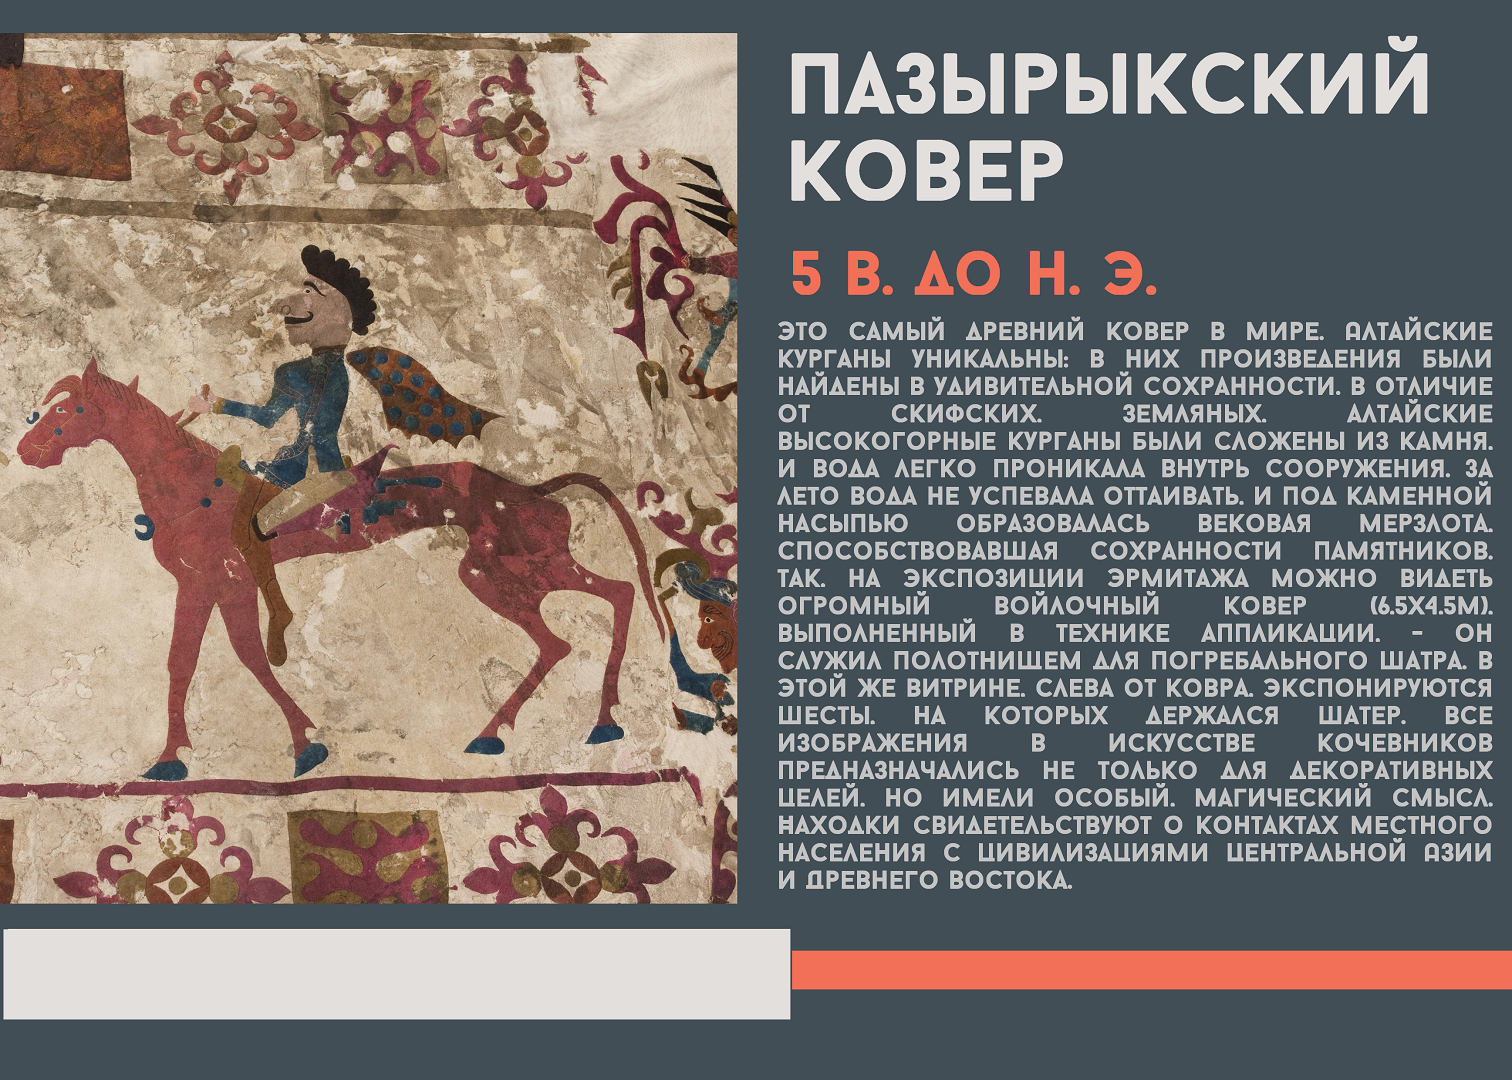 ПАЗЫРЫКСКИЙ
КОВЕР
5 В. ДО Н. Э.
ЭТО САМЫЙ ДРЕВНИЙ КОВЕР В МИРЕ. АЛТАЙСКИЕ
КУРГАНЫ УНИКАЛЬНЫ: В НИХ ПРОИЗВЕДЕНИЯ БЫЛИ
НАЙДЕНЫ В УДИВИТЕЛЬНОЙ СОХРАННОСТИ. В ОТЛИЧИЕ
ОТ СКИФСКИХ. ЗЕМЛЯНЫХ. АЛТАЙСКИЕ
ВЫСОКОГОРНЫЕ КУРГАНЫ БЫЛИ СЛОЖЕНЫ ИЗ КАМНЯ.
И ВОДА ЛЕГКО ПРОНИКАЛА ВНУТРЬ СООРУЖЕНИЯ. ЗА
ЛЕТО ВОДА НЕ УСПЕВАЛА ОТТАИВАТЬ. И ПОД КАМЕННОЙ
НАСЫПЬЮ ОБРАЗОВАЛАСЬ ВЕКОВАЯ МЕРЗЛОТА.
СПОСОБСТВОВАВШАЯ СОХРАННОСТИ ПАМЯТНИКОВ.
ТАК. НА ЭКСПОЗИЦИИ ЭРМИТАЖА МОЖНО ВИДЕТЬ
ОГРОМНЫЙ ВОЙЛОЧНЫЙ КОВЕР (6.5Х4.5М).
ВЫПОЛНЕННЫЙ В ТЕХНИКЕ АППЛИКАЦИИ. - ОН
СЛУЖИЛ ПОЛОТНИЩЕМ ДЛЯ ПОГРЕБАЛЬНОГО ШАТРА. В
ЭТОЙ ЖЕ ВИТРИНЕ. СЛЕВА ОТ КОВРА. ЭКСПОНИРУЮТСЯ
ШЕСТЫ. НА КОТОРЫХ ДЕРЖАЛСЯ ШАТЕР. ВСЕ
ИЗОБРАЖЕНИЯ В ИСКУССТВЕ КОЧЕВНИКОВ
ПРЕДНАЗНАЧАЛИСЬ НЕ ТОЛЬКО ДЛЯ ДЕКОРАТИВНЫХ
ЦЕЛЕЙ. НО ИМЕЛИ ОСОБЫЙ. МАГИЧЕСКИЙ СМЫСЛ.
НАХОДКИ СВИДЕТЕЛЬСТВУЮТ О КОНТАКТАХ МЕСТНОГО
НАСЕЛЕНИЯ С ЦИВИЛИЗАЦИЯМИ ЦЕНТРАЛЬНОЙ АЗИИ
И ДРЕВНЕГО ВОСТОКА.